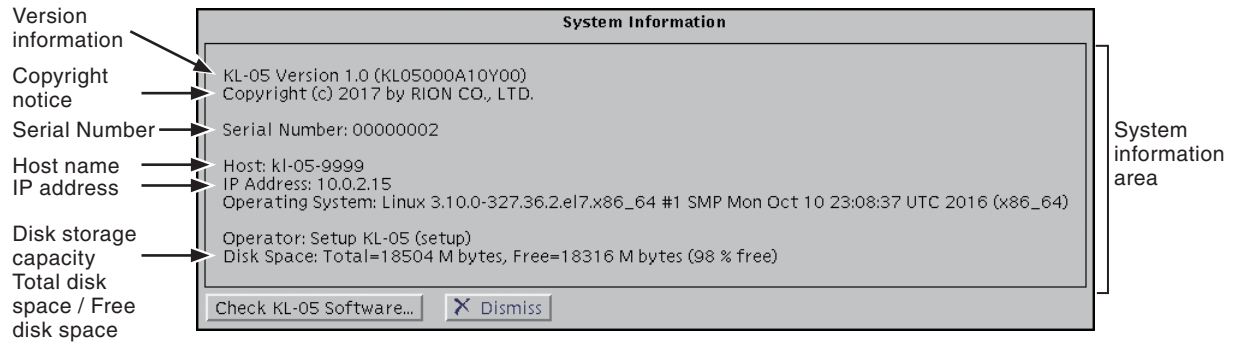 Version
information
Copyright
notice
Serial Number
Host name
IP address
Disk storage
capacity
Total disk
space / Free
disk space
System Information
KL-05 Version 1.0 (KL05000A10Y00)
Copyright (c) 2017 by RION CO., LTD.
Serial Number: 00000002
Host: kl-05-9999
IP Address: 10.0.2.15
Operating System: Linux 3.10.0-327.36.2.el7.x86_64 #1 SMP Mon Oct 10 23:08:37 UTC 2016 (x86_64)
Operator: Setup KL-05 (setup)
Disk Space: Total=18504 M bytes, Free=18316 M bytes (98 % free)
Check KL-05 Software...
Dismiss
System
information
area